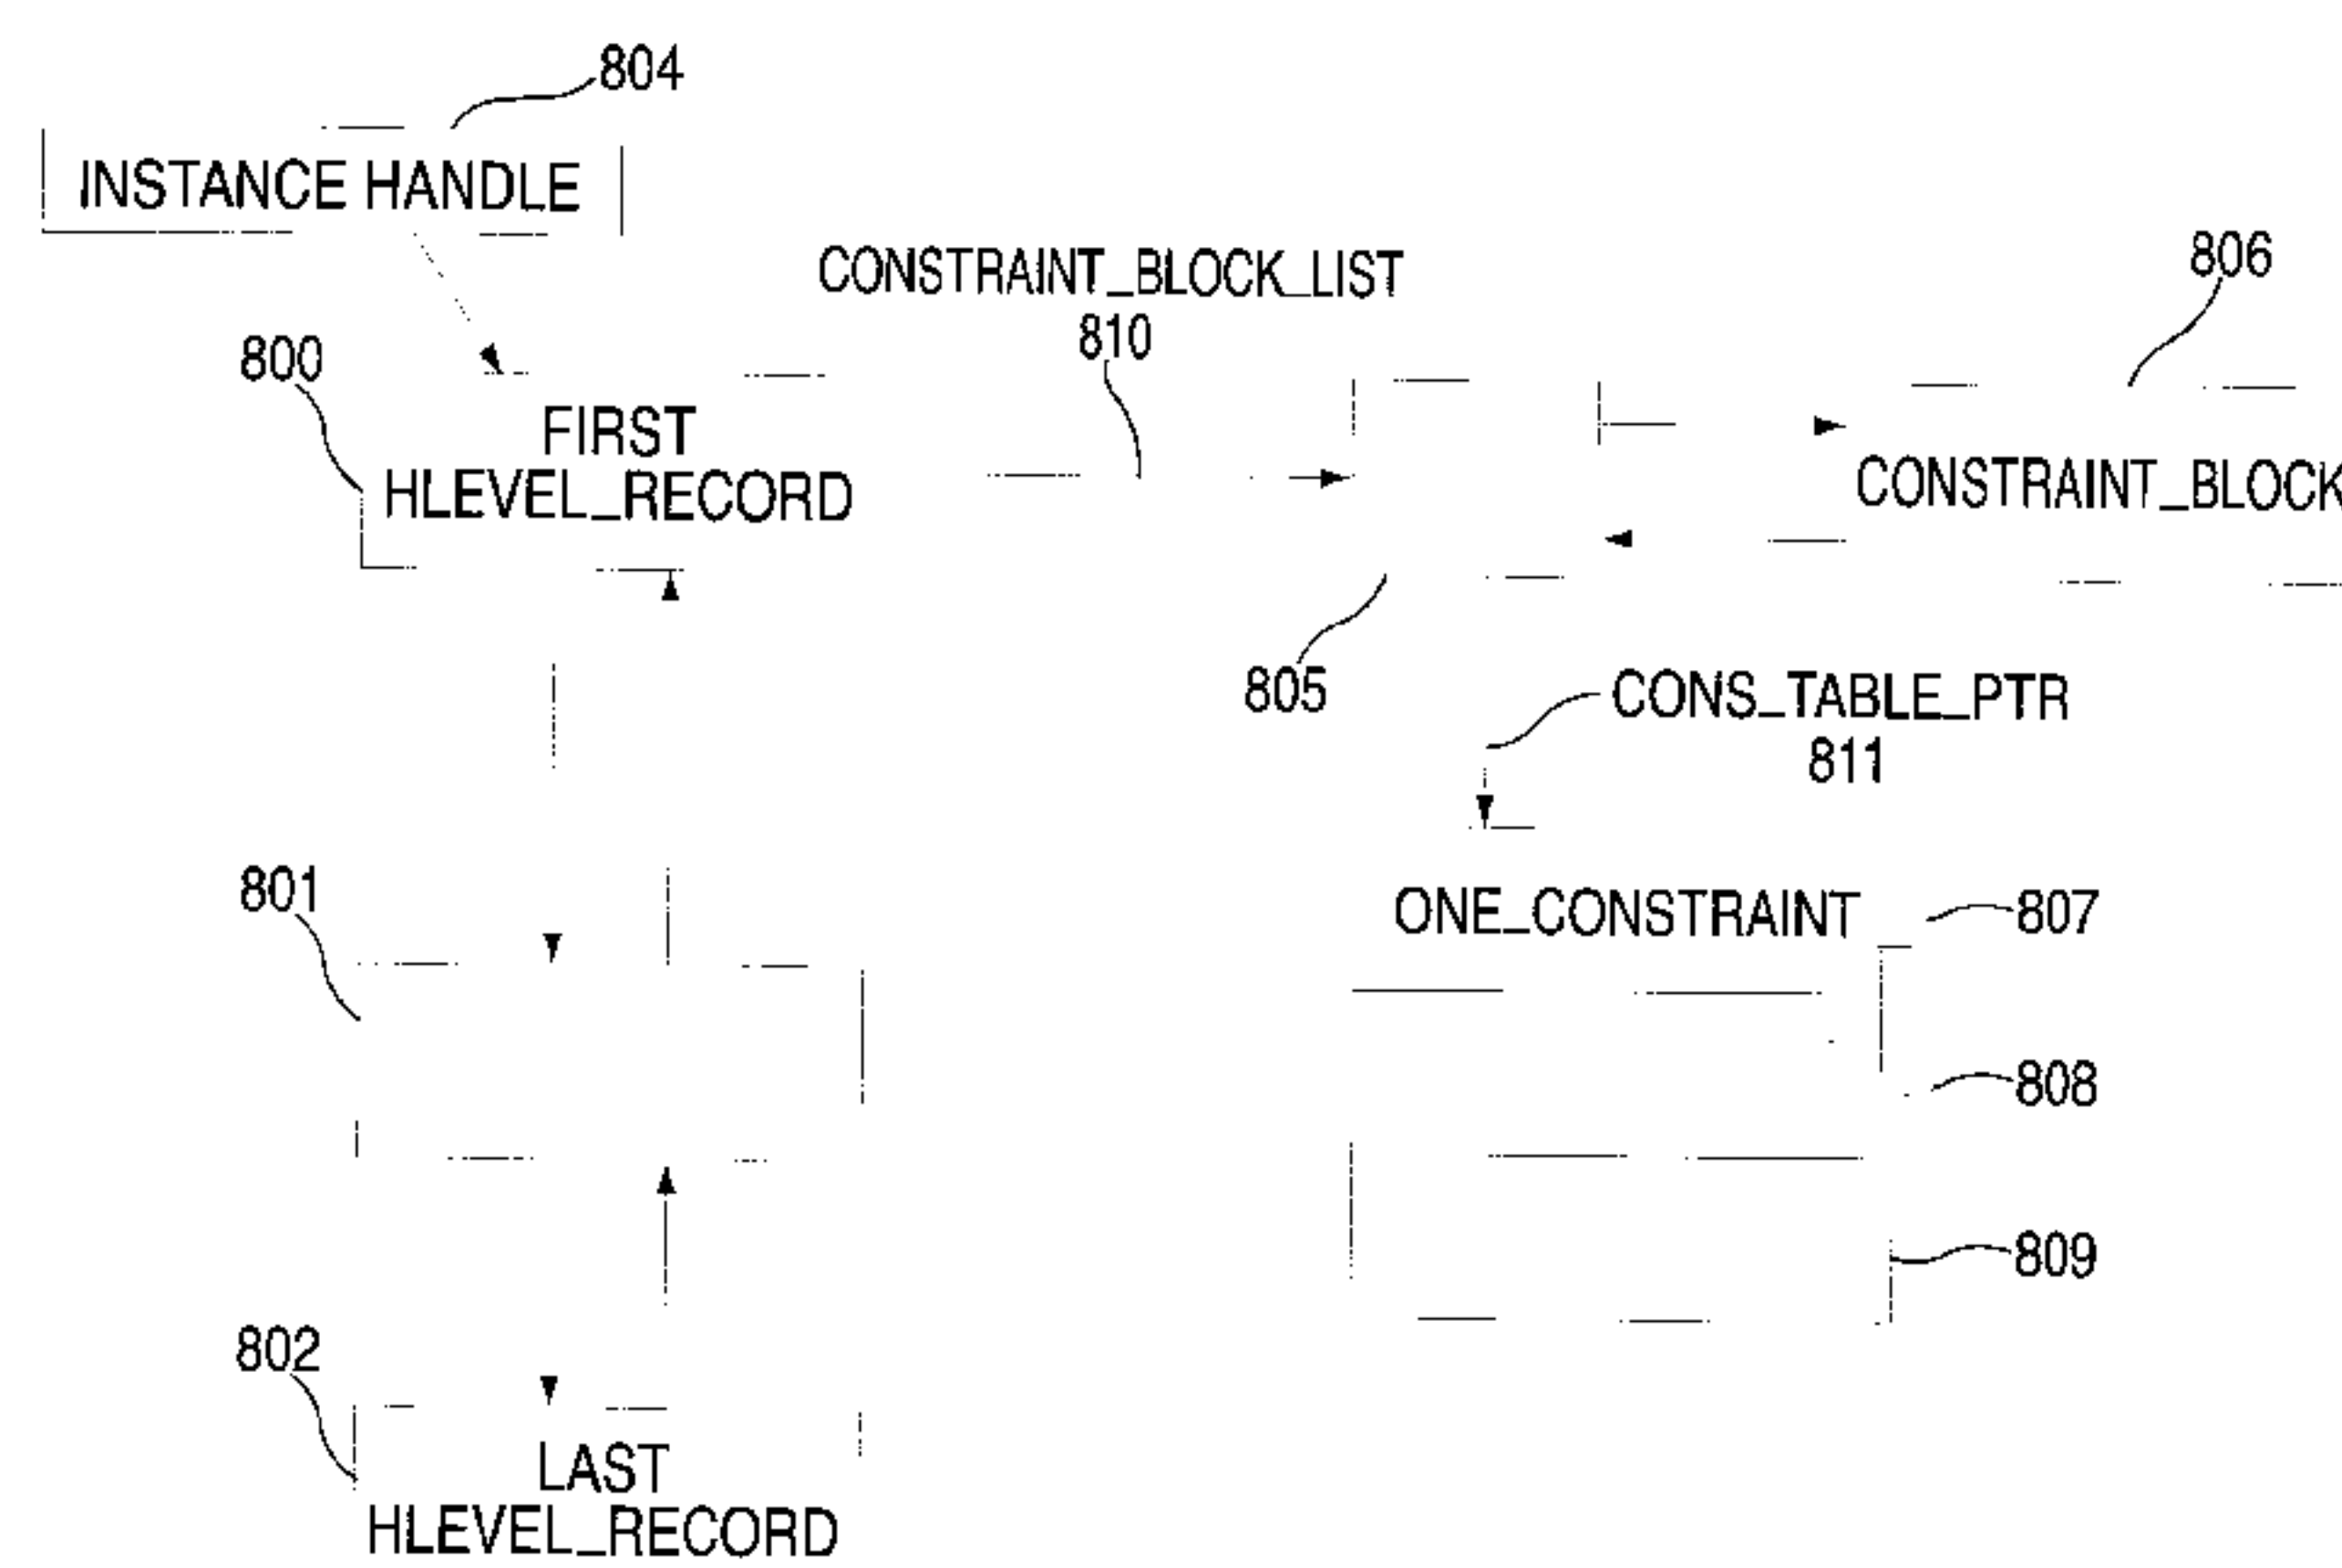 804
INSTANCE HANDLE
CONSTRAINT_BLOCK_LIST
810
806
800
FIRST
HLEVEL_RECORD
CONSTRAINT_BLOCK
805
CONS_TABLE_PTR
811
801
ONE_CONSTRAINT
807
808
809
802
LAST
HLEVEL_RECORD